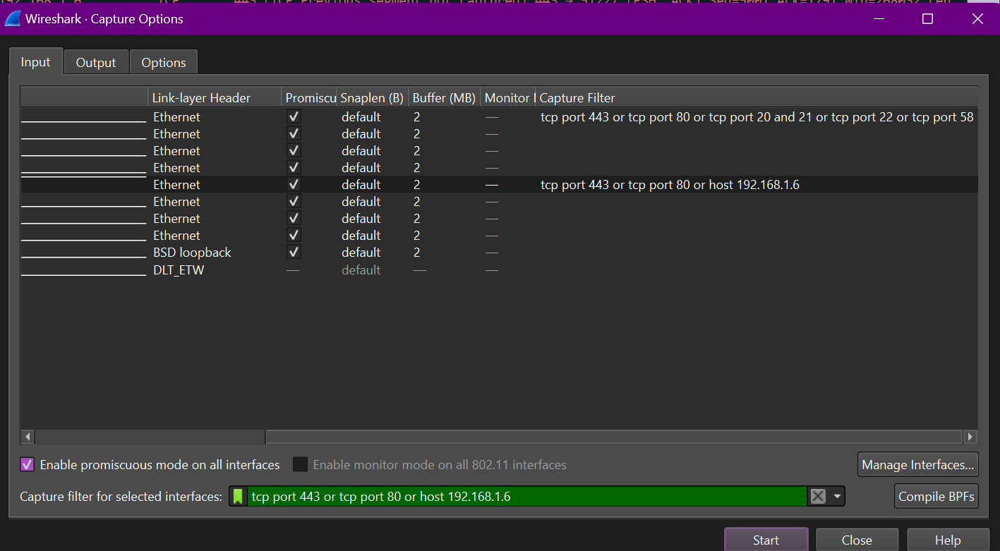 Wireshark · Capture Options
Input Output Options
Link-layer Header Promiscu Snaplen (B) Buffer (MB) Monitor Capture Filter
Ethernet default 2 — tcp port 443 or tcp port 80 or tcp port 20 and 21 or tcp port 22 or tcp port 58
Ethernet default 2 —
Ethernet default 2 —
Ethernet default 2 —
Ethernet default 2 — tcp port 443 or tcp port 80 or host 192.168.1.6
Ethernet default 2 —
Ethernet default 2 —
Ethernet default 2 —
BSD loopback default 2 —
DLT_ETW — default — —
Enable promiscuous mode on all interfaces Enable monitor mode on all 802.11 interfaces Manage Interfaces...
Capture filter for selected interfaces: tcp port 443 or tcp port 80 or host 192.168.1.6 Compile BPFs
Start Close Help